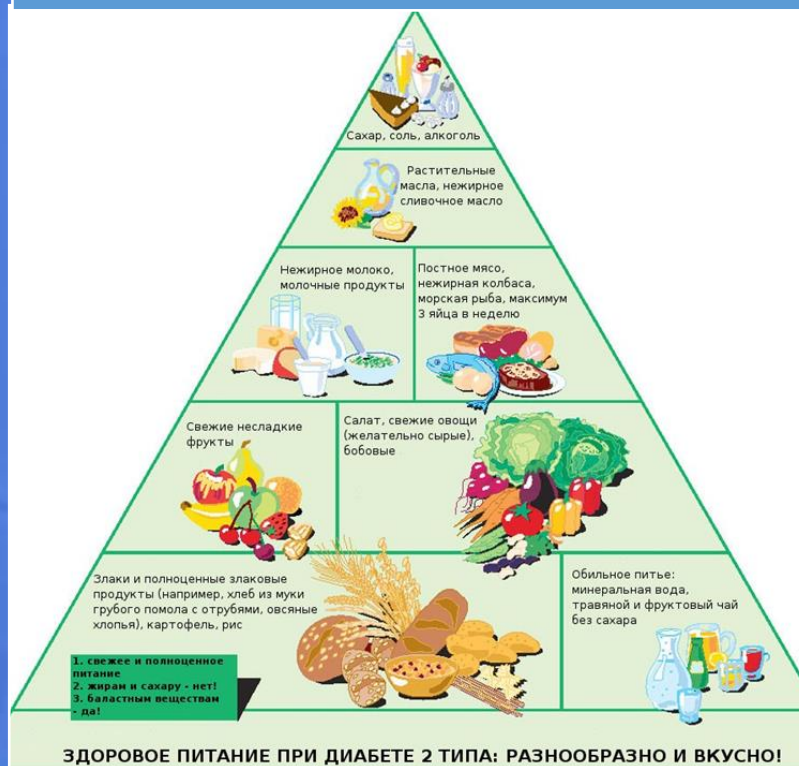 Сахар, соль, алкоголь
Растительные
масла, нежирное
сливочное масло
Нежирное молоко,
молочные продукты
Постное мясо,
нежирная колбаса,
морская рыба, максимум
3 яйца в неделю
Свежие несладкие
фрукты
Салат, свежие овощи
(желательно сырые),
бобовые
Злаки и полноценные злаковые
продукты (например, хлеб из муки
грубого помола с отрубями, овсяные
хлопья), картофель, рис
Обильное питье:
минеральная вода,
травяной и фруктовый чай
без сахара
1. свежее и полноценное
питание
2. жирам и сахару - нет!
3. баластным веществам
- да!
ЗДОРОВОЕ ПИТАНИЕ ПРИ ДИАБЕТЕ 2 ТИПА: РАЗНООБРАЗНО И ВКУСНО!